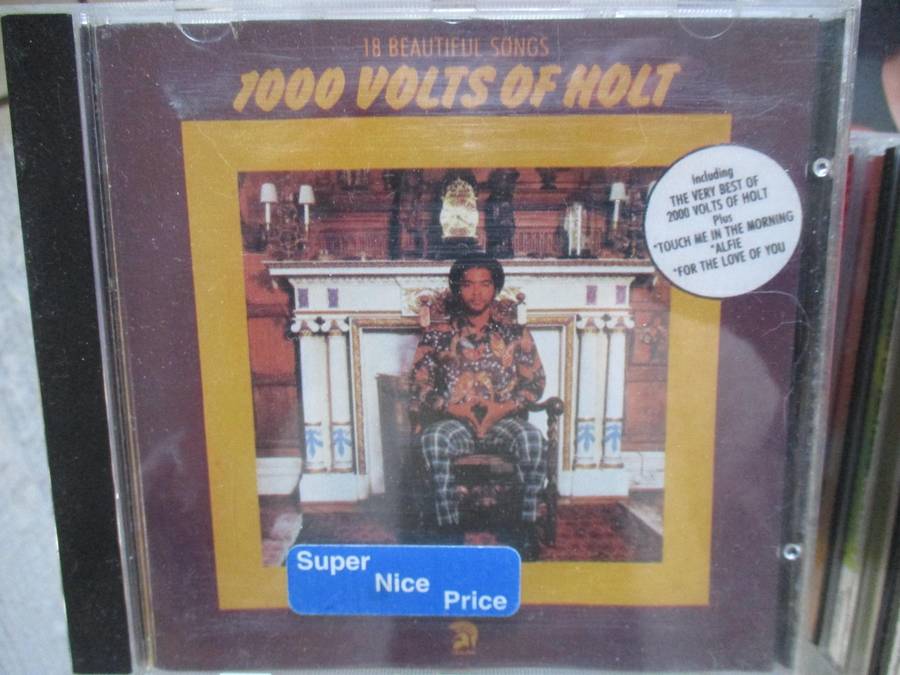 18 BEAUTIFUL SONGS
1000 VOLTS OF HOLT
including
THE VERY BEST OF
2000 VOLTS OF HOLT
Plus
*TOUCH ME IN THE MORNING
*ALFIE
*FOR THE LOVE OF YOU
Super
Nice
Price